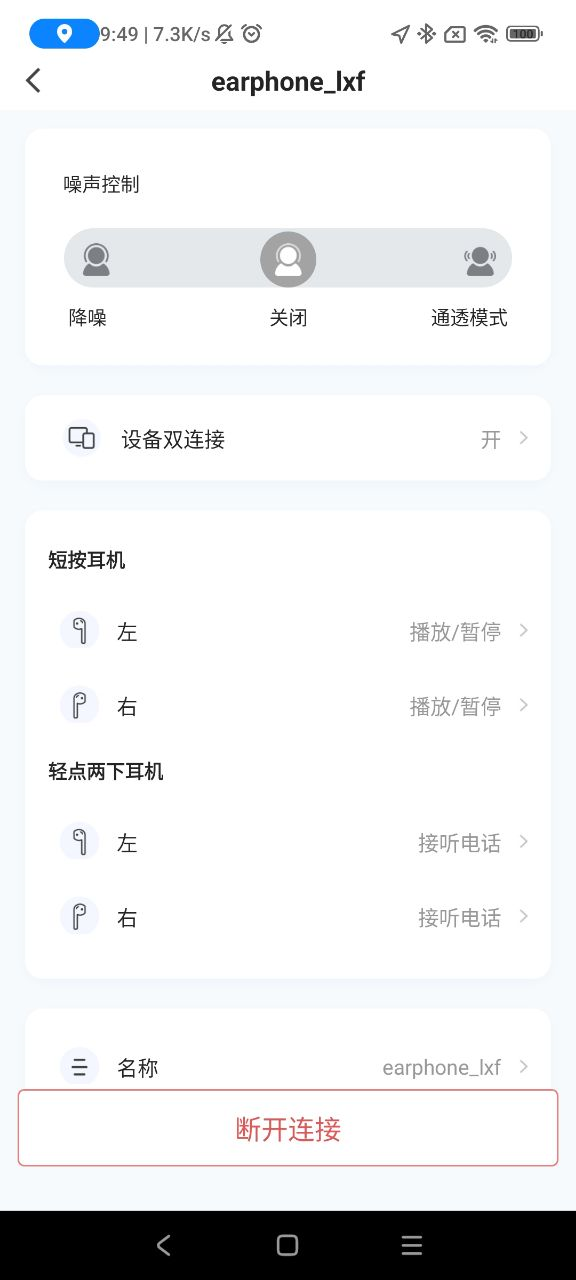 9:49 | 7.3K/s 100
earphone_lxf
噪声控制
降噪 关闭 通透模式
设备双连接 开
短按耳机
左 播放/暂停
右 播放/暂停
轻点两下耳机
左 接听电话
右 接听电话
名称 earphone_lxf
断开连接